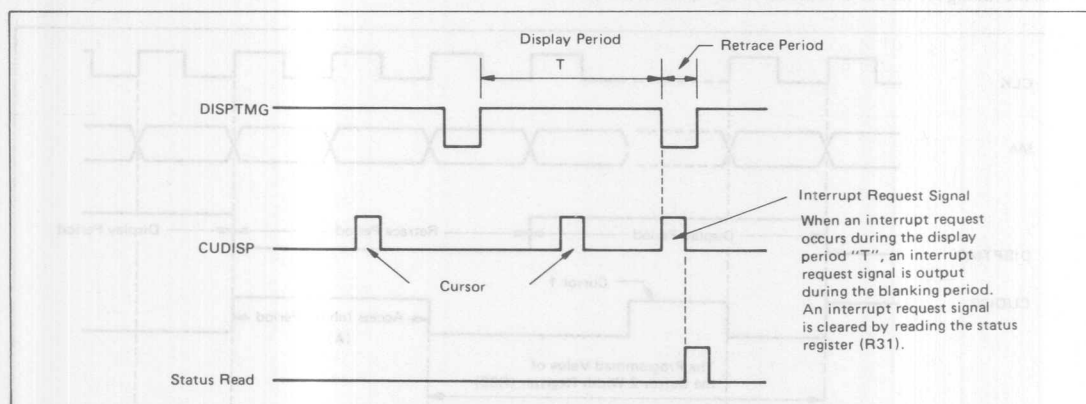 Display Period
T
Retrace Period
DISPTMG
Interrupt Request Signal
When an interrupt request
occurs during the display
period "T", an interrupt
request signal is output
during the blanking period.
An interrupt request signal
is cleared by reading the status
register (R31).
CUDISP
Cursor
Status Read